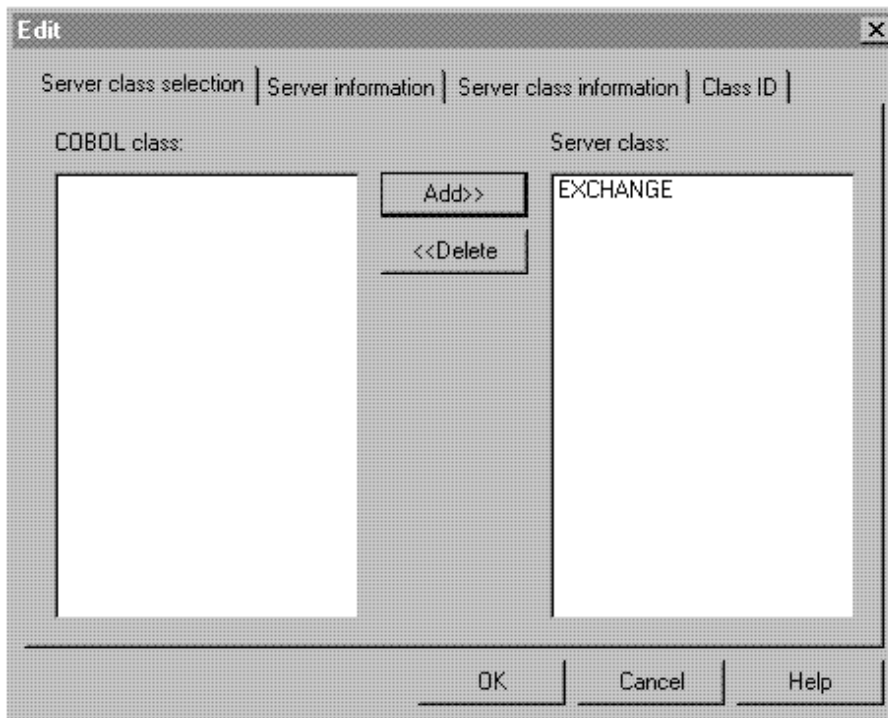 Edit
Server class selection
Server information
Server class information
Class ID
COBOL class:
Server class:
Add>>
EXCHANGE
<<Delete
OK
Cancel
Help